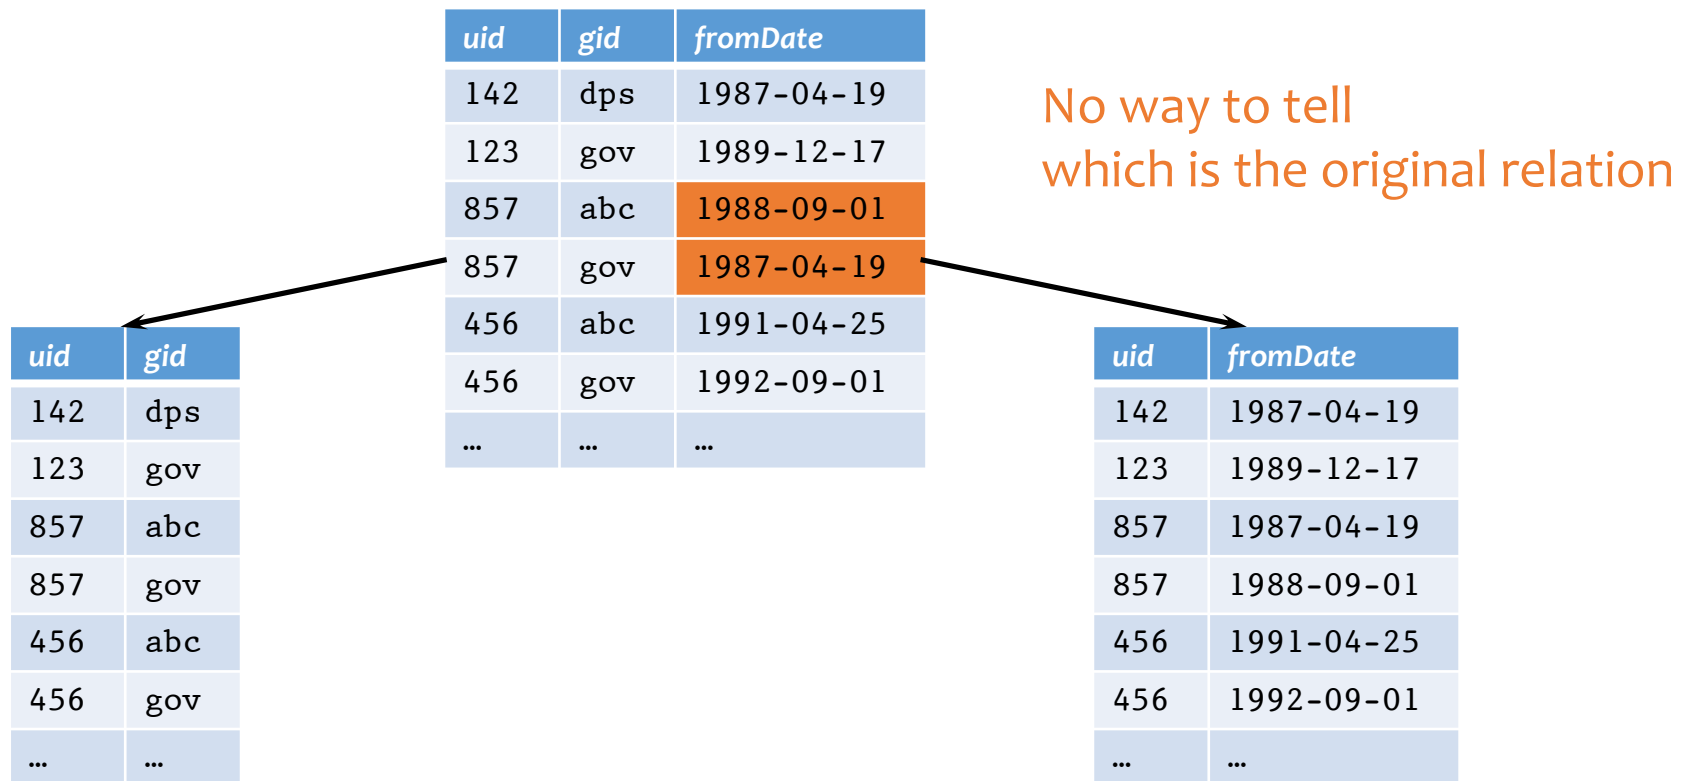 uid gid fromDate
142 dps 1987-04-19
123 gov 1989-12-17
857 abc 1988-09-01
857 gov 1987-04-19
456 abc 1991-04-25
456 gov 1992-09-01
... ... ...
No way to tell
which is the original relation
uid gid
142 dps
123 gov
857 abc
857 gov
456 abc
456 gov
... ...
uid fromDate
142 1987-04-19
123 1989-12-17
857 1987-04-19
857 1988-09-01
456 1991-04-25
456 1992-09-01
... ...